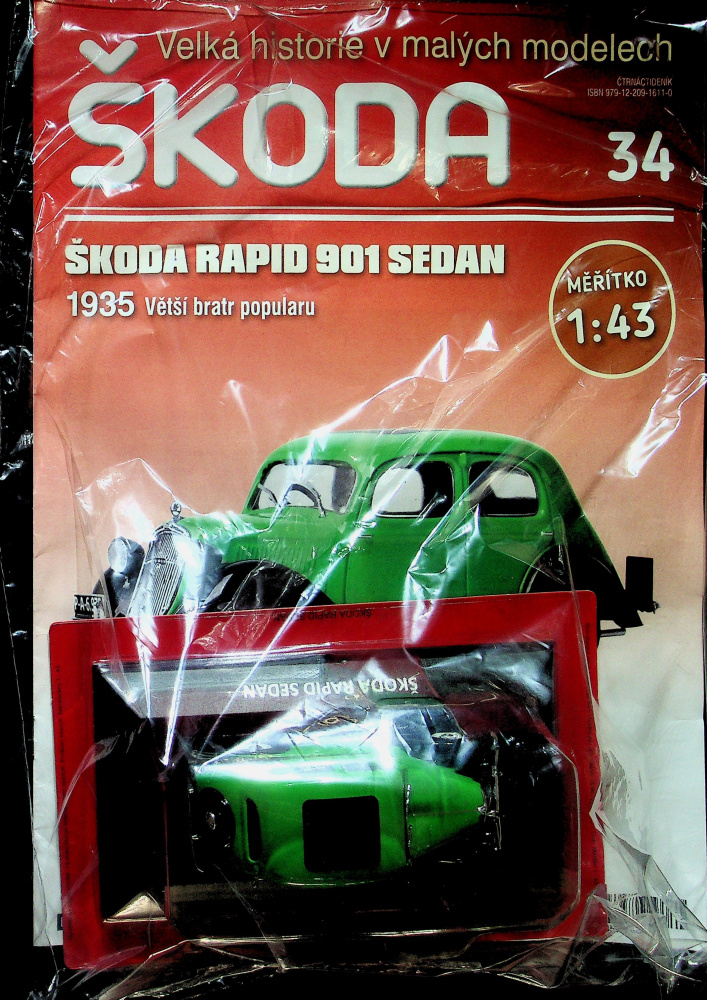 Velká historie v malých modelech
ŠKODA
ČTRNÁCTIDENÍK
ISBN 979-12-209-1611-0
34
ŠKODA RAPID 901 SEDAN
1935 Větší bratr popularu
MĚŘÍTKO
1:43
ŠKODA RAPID SEDAN